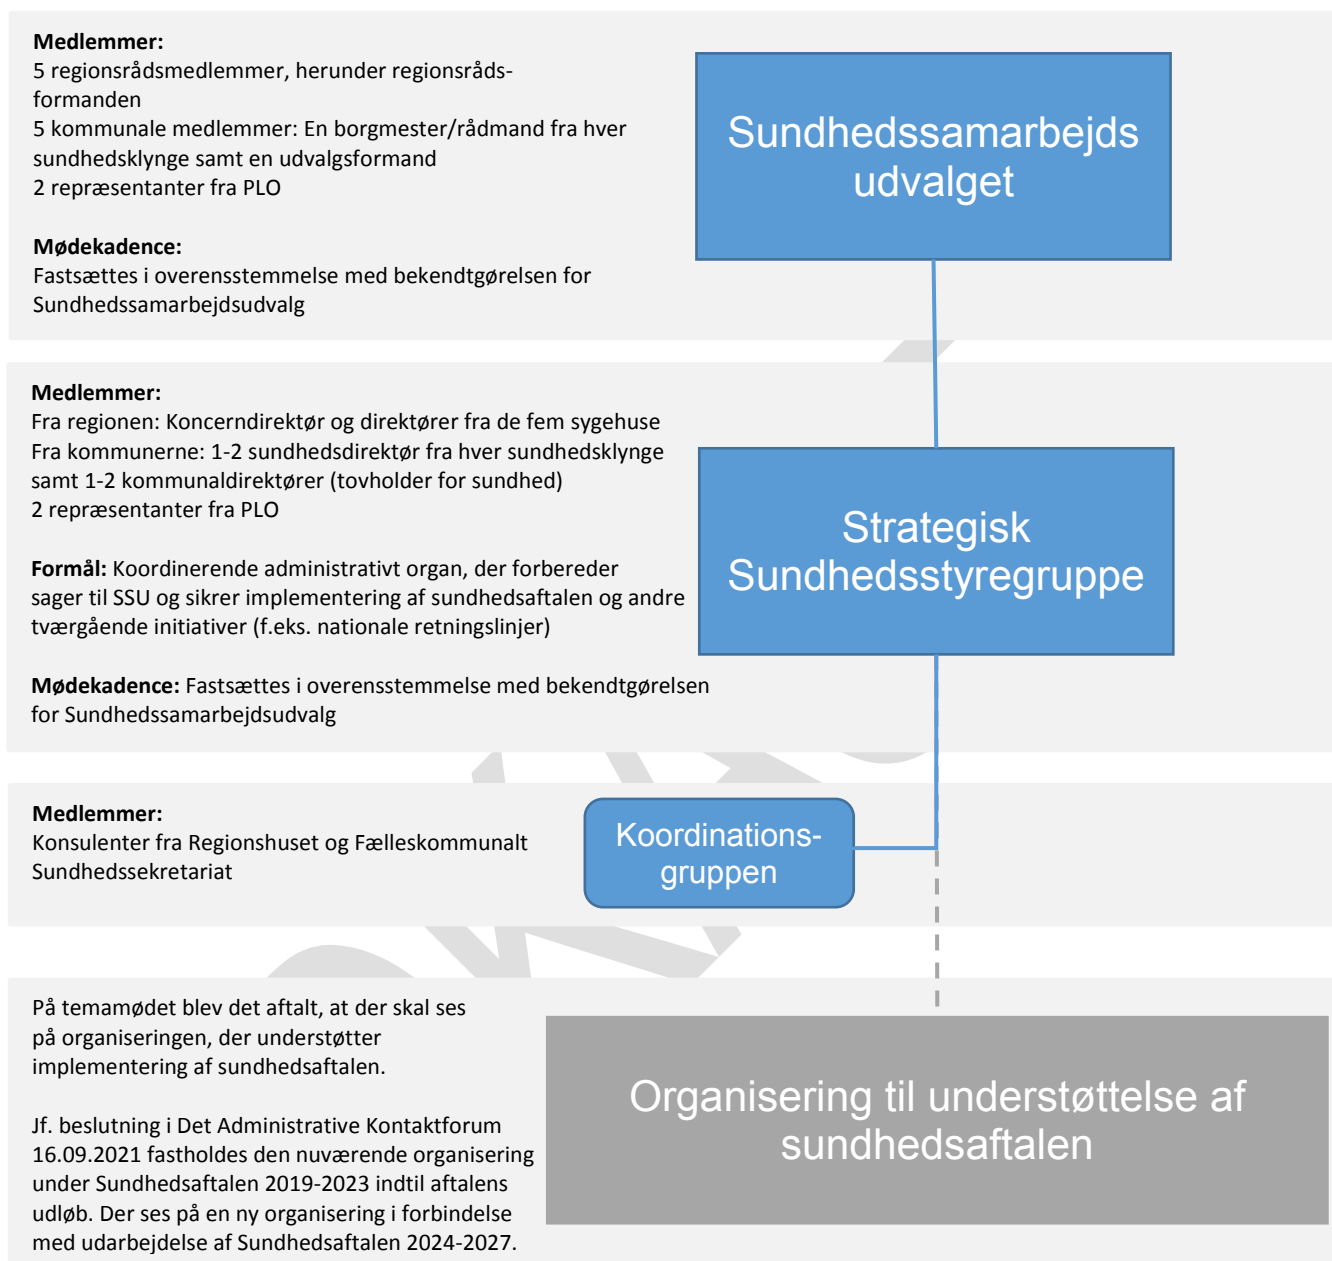 Medlemmer:
5 regionsrådsmedlemmer, herunder regionsråds-
formanden
5 kommunale medlemmer: En borgmester/rådmand fra hver
sundhedsklynge samt en udvalgsformand
2 repræsentanter fra PLO
Mødekadence:
Fastsættes i overensstemmelse med bekendtgørelsen for
Sundhedssamarbejdsudvalg
Sundhedssamarbejds
udvalget
Medlemmer:
Fra regionen: Koncerndirektør og direktører fra de fem sygehuse
Fra kommunerne: 1-2 sundhedsdirektør fra hver sundhedsklynge
samt 1-2 kommunaldirektører (tovholder for sundhed)
2 repræsentanter fra PLO
Formål: Koordinerende administrativt organ, der forbereder
sager til SSU og sikrer implementering af sundhedsaftalen og andre
tværgående initiativer (f.eks. nationale retningslinjer)
Mødekadence: Fastsættes i overensstemmelse med bekendtgørelsen
for Sundhedssamarbejdsudvalg
Strategisk
Sundhedsstyregruppe
Medlemmer:
Konsulenter fra Regionshuset og Fælleskommunalt
Sundhedssekretariat
Koordinations-
gruppen
På temamødet blev det aftalt, at der skal ses
på organiseringen, der understøtter
implementering af sundhedsaftalen.
Jf. beslutning i Det Administrative Kontaktforum
16.09.2021 fastholdes den nuværende organisering
under Sundhedsaftalen 2019-2023 indtil aftalens
udløb. Der ses på en ny organisering i forbindelse
med udarbejdelse af Sundhedsaftalen 2024-2027.
Organisering til understøttelse af
sundhedsaftalen